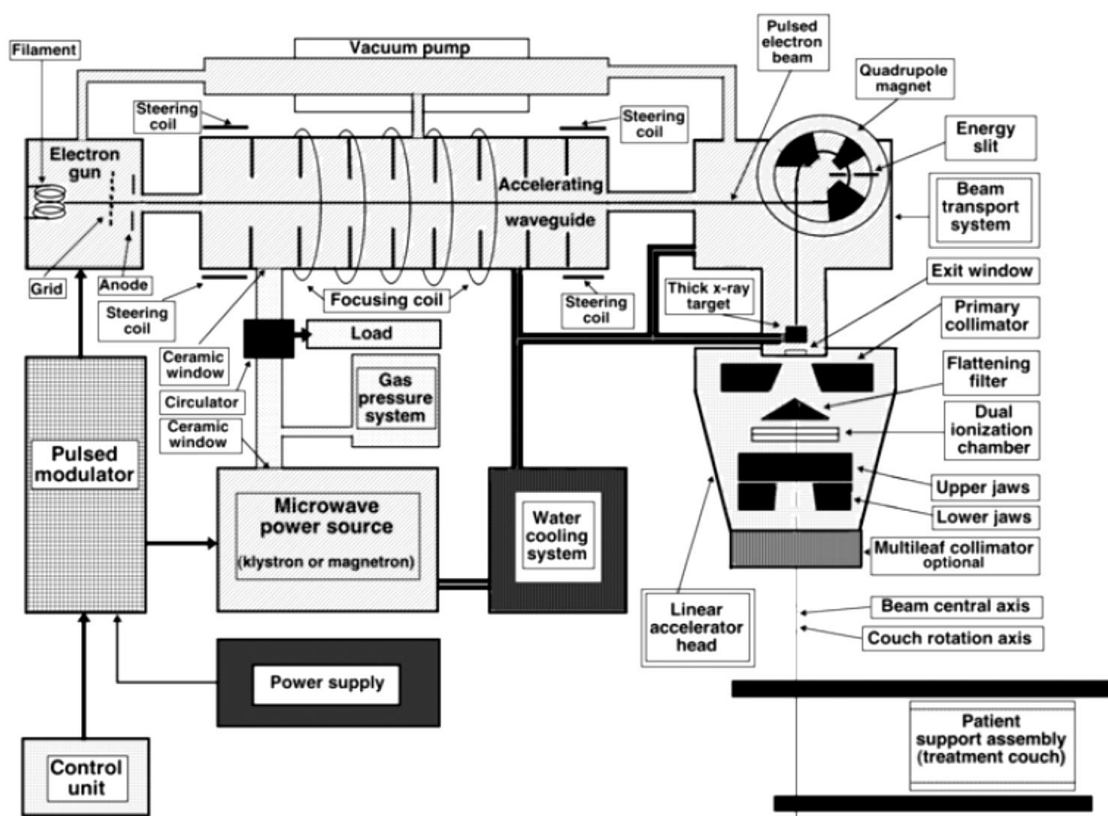 Filament
Vacuum pump
Pulsed
electron
beam
Quadrupole
magnet
Steering
coil
Steering
coil
Energy
slit
Electron
gun
Accelerating
waveguide
Beam
transport
system
Grid
Anode
Steering
coil
Focusing coil
Steering
coil
Thick x-ray
target
Exit window
Primary
collimator
Load
Ceramic
window
Circulator
Gas
pressure
system
Flattening
filter
Ceramic
window
Dual
ionization
chamber
Pulsed
modulator
Upper jaws
Microwave
power source
(klystron or magnetron)
Water
cooling
system
Lower jaws
Multileaf collimator
optional
Linear
accelerator
head
Beam central axis
Couch rotation axis
Power supply
Control
unit
Patient
support assembly
(treatment couch)